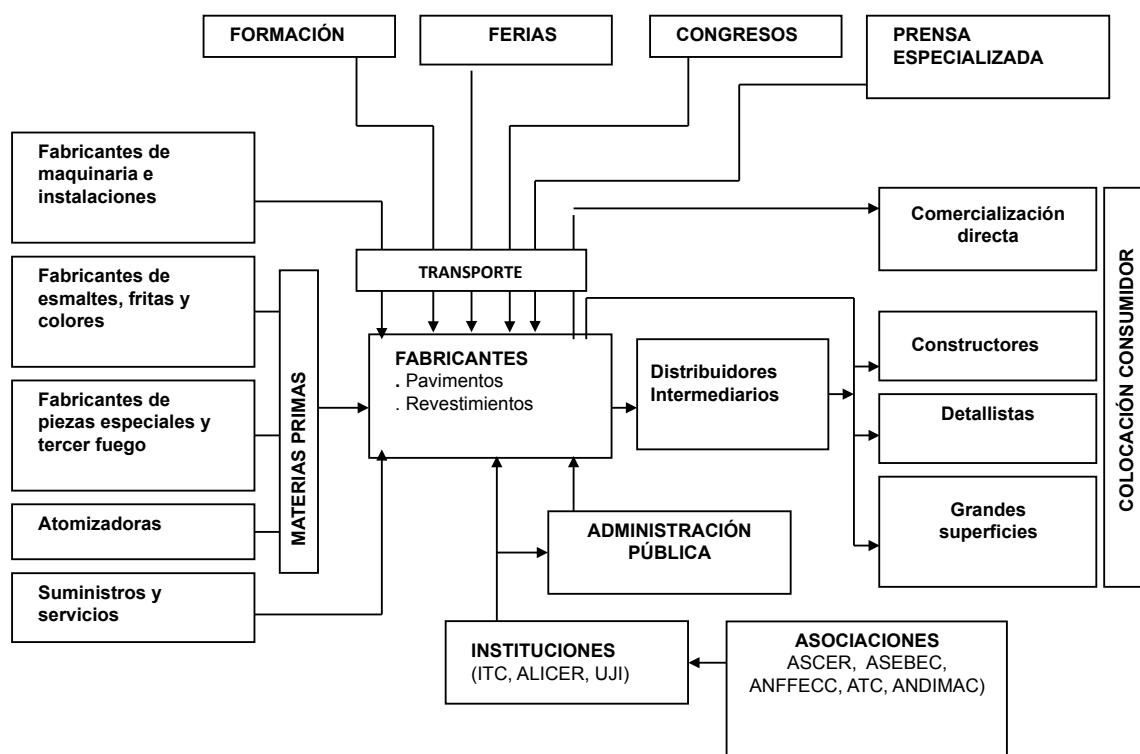 FORMACIÓN
FERIAS
CONGRESOS
PRENSA
ESPECIALIZADA
Fabricantes de
maquinaria e
instalaciones
Fabricantes de
esmaltes, fritas y
colores
Fabricantes de
piezas especiales y
tercer fuego
Atomizadoras
Suministros y
servicios
MATERIAS PRIMAS
TRANSPORTE
FABRICANTES
. Pavimentos
. Revestimientos
Distribuidores
Intermediarios
Comercialización
directa
Constructores
Detallistas
Grandes
superficies
COLOCACIÓN CONSUMIDOR
ADMINISTRACIÓN
PÚBLICA
INSTITUCIONES
(ITC, ALICER, UJI)
ASOCIACIONES
ASCER, ASEBEC,
ANFFECC, ATC, ANDIMAC)